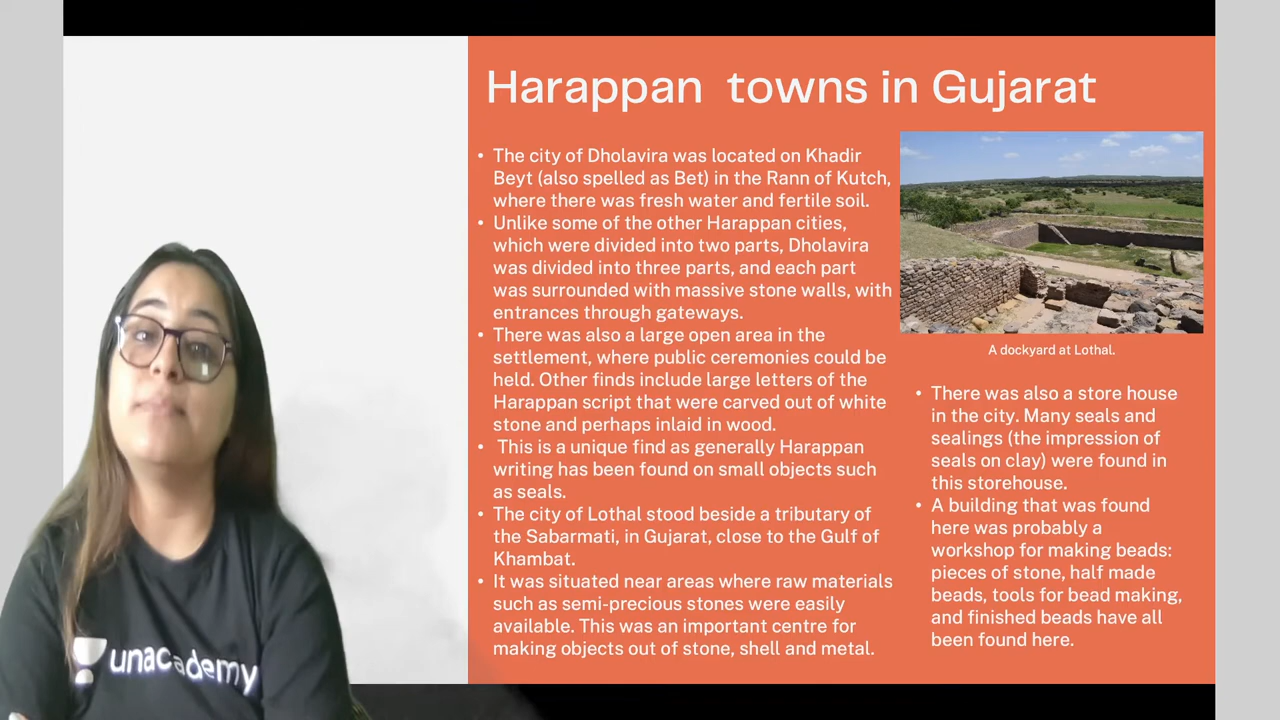 Harappan towns in Gujarat
• The city of Dholavira was located on Khadir
Beyt (also spelled as Bet) in the Rann of Kutch,
where there was fresh water and fertile soil.
• Unlike some of the other Harappan cities,
which were divided into two parts, Dholavira
was divided into three parts, and each part
was surrounded with massive stone walls, with
entrances through gateways.
• There was also a large open area in the
settlement, where public ceremonies could be
held. Other finds include large letters of the
Harappan script that were carved out of white
stone and perhaps inlaid in wood.
• This is a unique find as generally Harappan
writing has been found on small objects such
as seals.
• The city of Lothal stood beside a tributary of
the Sabarmati, in Gujarat, close to the Gulf of
Khambat.
• It was situated near areas where raw materials
such as semi-precious stones were easily
available. This was an important centre for
making objects out of stone, shell and metal.
A dockyard at Lothal.
• There was also a store house
in the city. Many seals and
sealings (the impression of
seals on clay) were found in
this storehouse.
• A building that was found
here was probably a
workshop for making beads:
pieces of stone, half made
beads, tools for bead making,
and finished beads have all
been found here.
unacademy